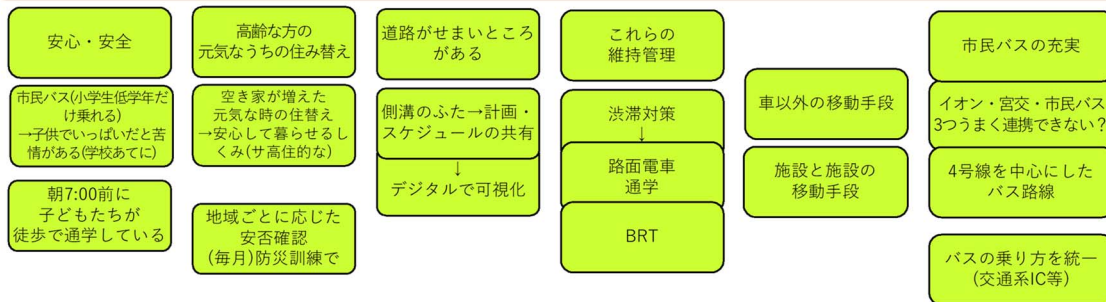 安心・安全
市民バス(小学生低学年だ
け乗れる)
→子供でいっぱいだと苦
情がある(学校あてに)
朝7:00前に
子どもたちが
徒歩で通学している
高齢な方の
元気なうちの住み替え
空き家が増えた
元気な時の住替え
→安心して暮らせるし
くみ(サ高住的な)
地域ごとに応じた
安否確認
(毎月)防災訓練で
道路がせまいところ
がある
側溝のふた→計画・
スケジュールの共有
↓
デジタルで可視化
これらの
維持管理
渋滞対策
↓
路面電車
通学
BRT
車以外の移動手段
施設と施設の
移動手段
市民バスの充実
イオン・宮交・市民バス
3つうまく連携できない?
4号線を中心にした
バス路線
バスの乗り方を統一
(交通系IC等)